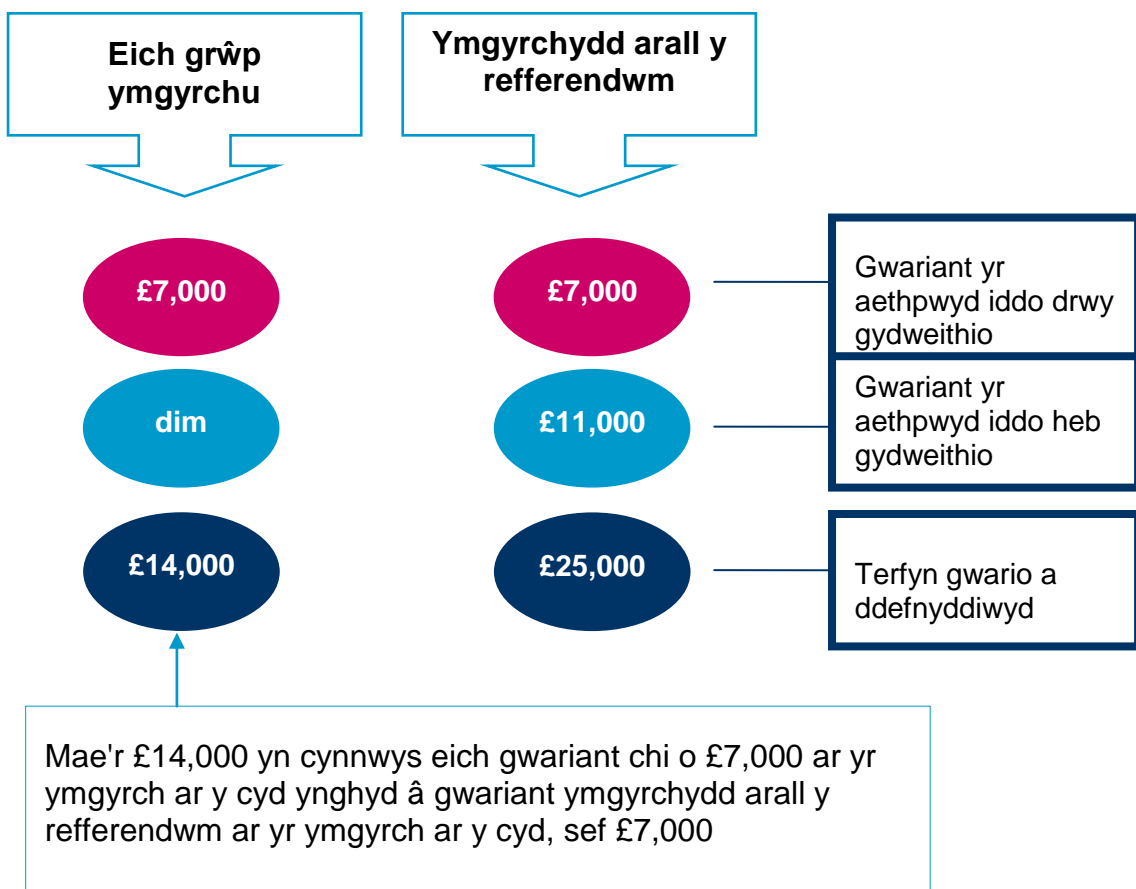 Eich grŵp
ymgyrchu
Ymgyrchydd arall y
refferendwm
£7,000
£7,000
Gwariant yr
aethpwyd iddo drwy
gydweithio
dim
£11,000
Gwariant yr
aethpwyd iddo heb
gydweithio
£14,000
£25,000
Terfyn gwario a
ddefnyddiwyd
Mae'r £14,000 yn cynnwys eich gwariant chi o £7,000 ar yr
ymgyrch ar y cyd ynghyd â gwariant ymgyrchydd arall y
refferendwm ar yr ymgyrch ar y cyd, sef £7,000